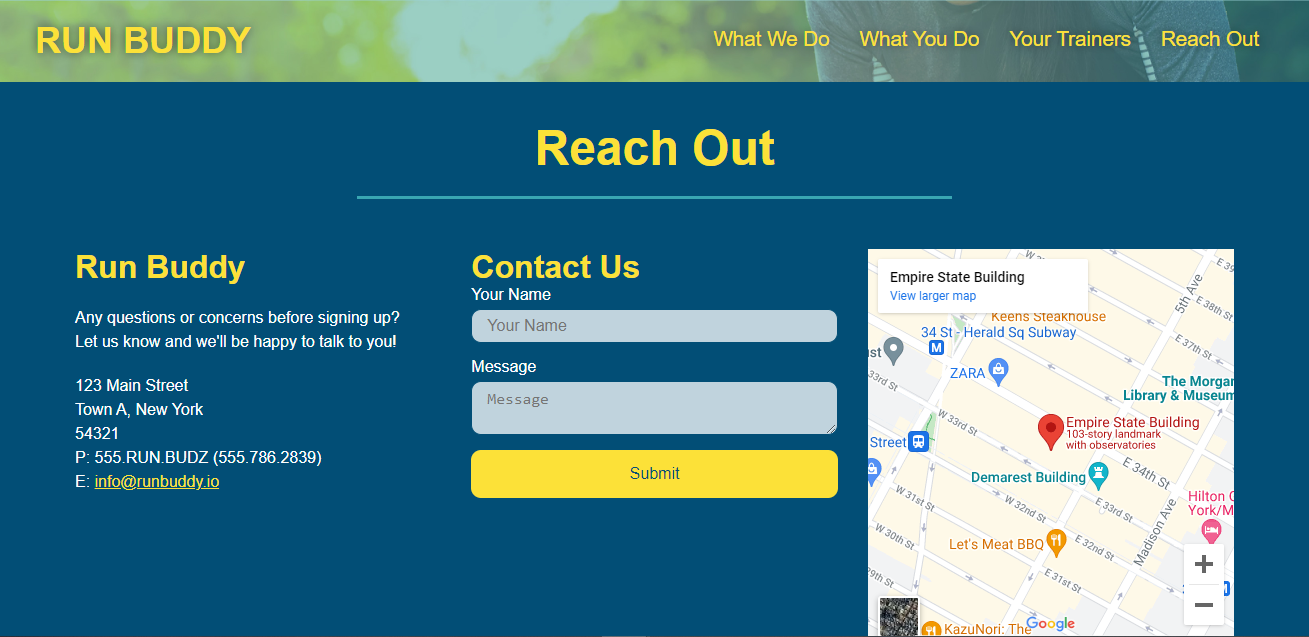 RUN BUDDY
What We Do
What You Do
Your Trainers
Reach Out
Reach Out
Run Buddy
Any questions or concerns before signing up?
Let us know and we'll be happy to talk to you!
123 Main Street
Town A, New York
54321
P: 555.RUN.BUDZ (555.786.2839)
E: info@runbuddy.io
Contact Us
Your Name
Your Name
Message
Message
Submit
Empire State Building
View larger map
Keens Steakhouse
34 St - Herald Sq Subway
M
ZARA
5th Ave
E 38th St
E 37th St
33rd St
The Morgan
Library & Museum
W 33rd St
Empire State Building
103-story landmark
with observatories
Street
Demarest Building
E 34th St
E 33rd St
Hilton
York/M
W 31st St
W 32nd St
Madison Ave
W 30th St
Let's Meat BBQ
E 32nd St
E 31st St
29th St
KazuNori: The
Google